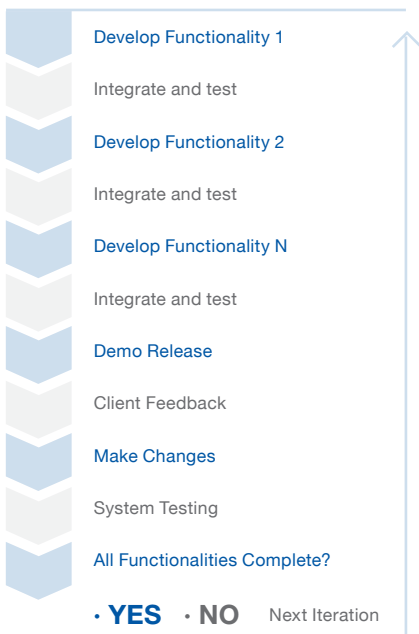 Develop Functionality 1
Integrate and test
Develop Functionality 2
Integrate and test
Develop Functionality N
Integrate and test
Demo Release
Client Feedback
Make Changes
System Testing
All Functionalities Complete?
· YES · NO Next Iteration